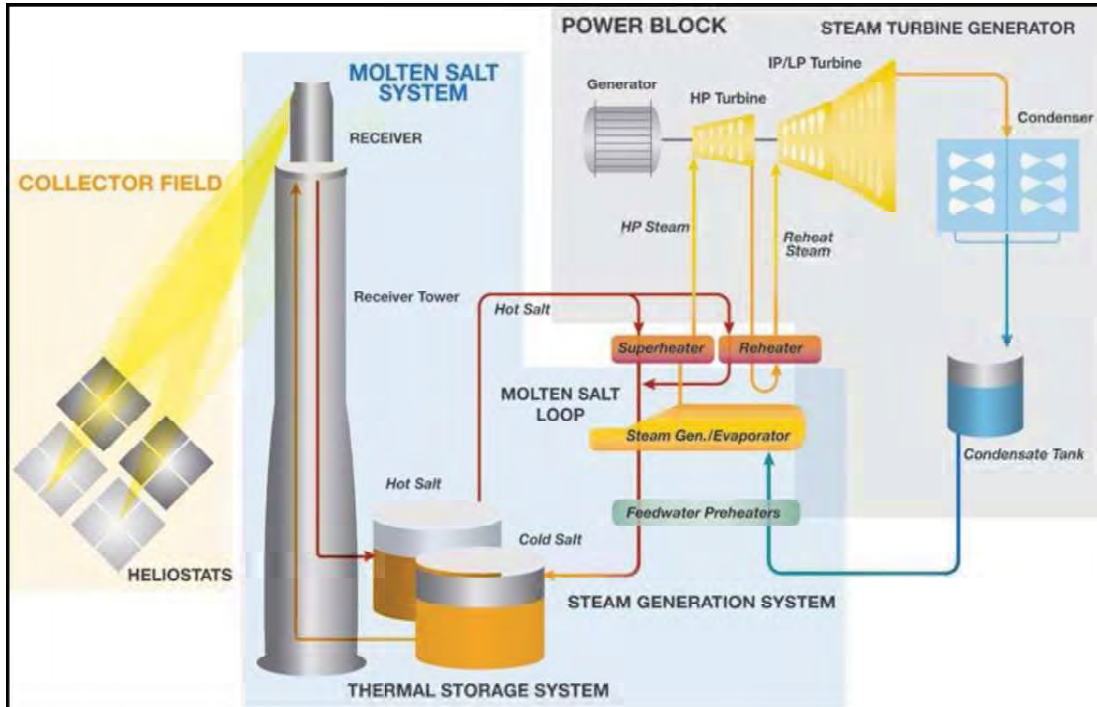 POWER BLOCK
STEAM TURBINE GENERATOR
IP/LP Turbine
MOLTEN SALT
SYSTEM
Generator
HP Turbine
Condenser
RECEIVER
COLLECTOR FIELD
HP Steam
Reheat
Steam
Receiver Tower
Hot Salt
Superheater
Reheater
MOLTEN SALT
LOOP
Steam Gen./Evaporator
Condensate Tank
Hot Salt
Feedwater Preheaters
Cold Salt
HELIOSTATS
STEAM GENERATION SYSTEM
THERMAL STORAGE SYSTEM